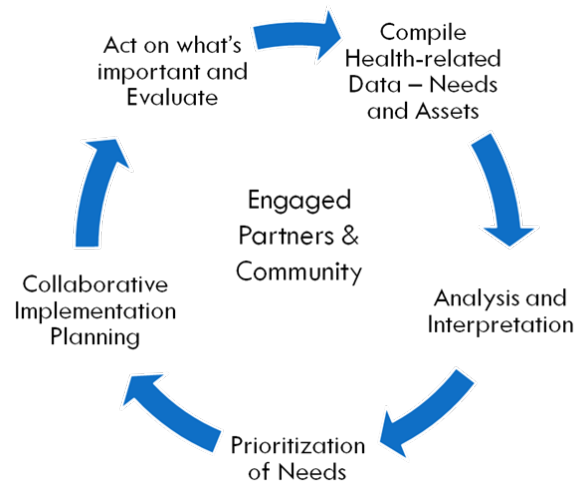 Act on what's
important and
Evaluate
Compile
Health-related
Data – Needs
and Assets
Engaged
Partners &
Community
Analysis and
Interpretation
Prioritization
of Needs
Collaborative
Implementation
Planning